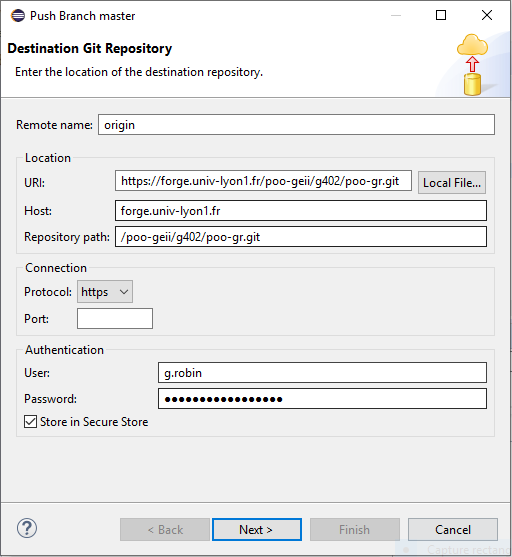 Push Branch master
Destination Git Repository
Enter the location of the destination repository.
Remote name: origin
Location
URI: https://forge.univ-lyon1.fr/poo-geii/g402/poo-gr.git Local File...
Host: forge.univ-lyon1.fr
Repository path: /poo-geii/g402/poo-gr.git
Connection
Protocol: https
Port:
Authentication
User: g.robin
Password: ●●●●●●●●●●●●●●●●●
Store in Secure Store
? < Back Next > Finish Cancel
Capture rectang